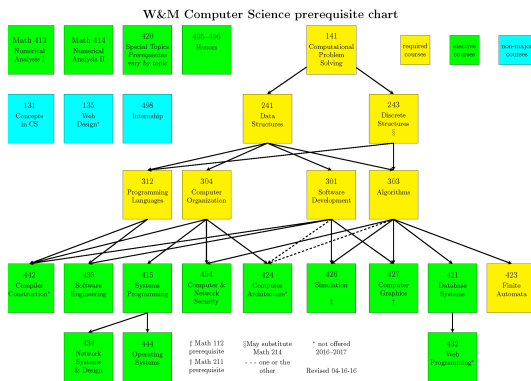 W&M Computer Science prerequisite chart
Math 413
Numerical
Analysis I
Math 414
Numerical
Analysis II
420
Special Topics
Prerequisites
vary by topic
495–496
Honors
141
Computational
Problem
Solving
required
courses
elective
courses
non-major
courses
131
Concepts
in CS
135
Web
Design*
498
Internship
241
Data
Structures
243
Discrete
Structures
§
312
Programming
Languages
304
Computer
Organization
301
Software
Development
303
Algorithms
442
Compiler
Construction*
435
Software
Engineering
415
Systems
Programming
454
Computer &
Network
Security
424
Computer
Architecture*
426
Simulation
‡
427
Computer
Graphics
†
421
Database
Systems
423
Finite
Automata
434
Network
Systems
& Design
444
Operating
Systems
‡ Math 112
prerequisite
† Math 211
prerequisite
§May substitute
Math 214
- - - one or the
other
* not offered
2016–2017
Revised 04-16-16
432
Web
Programming*